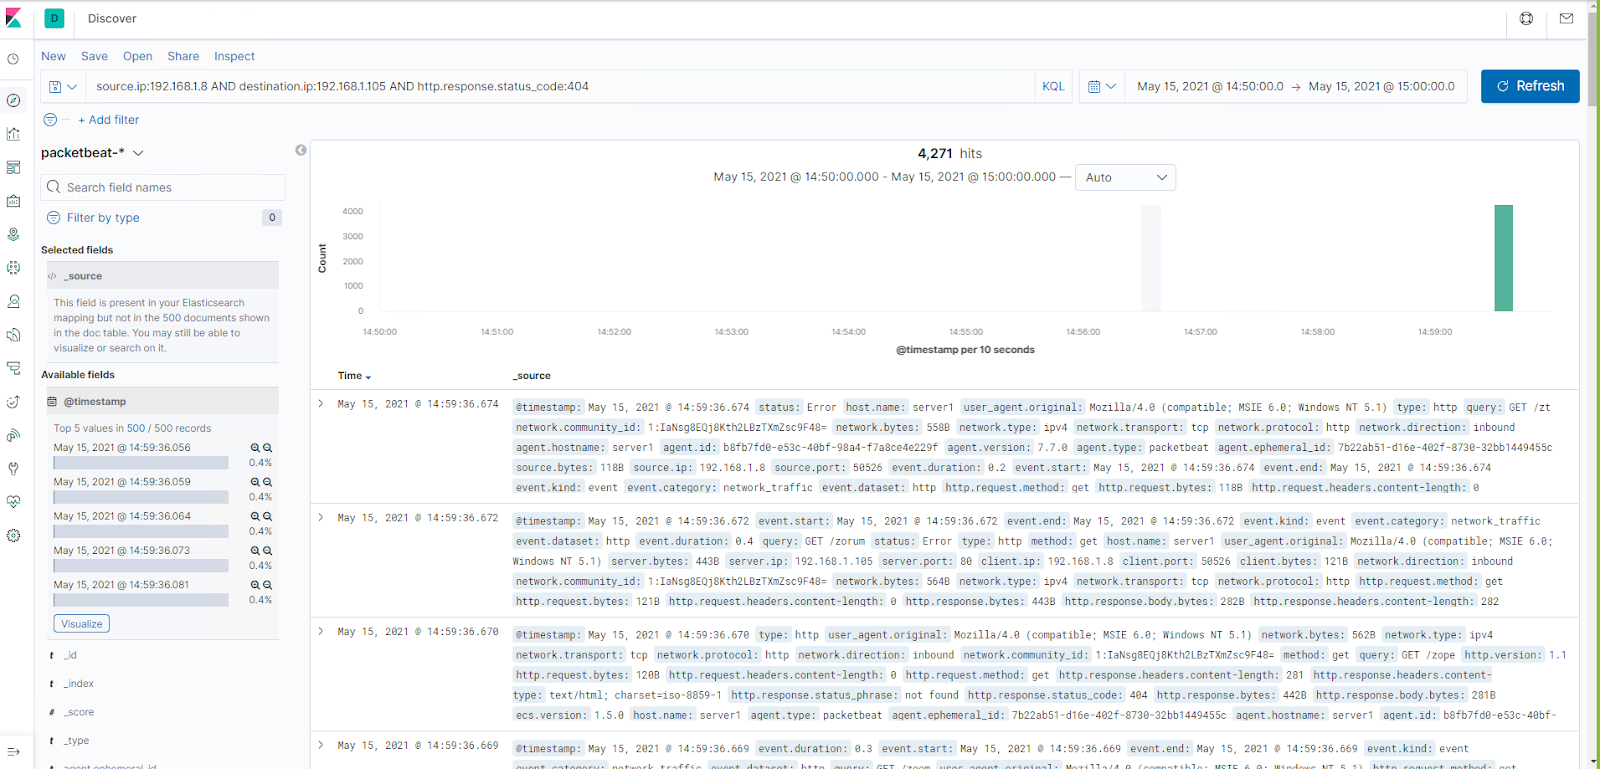 D Discover
New Save Open Share Inspect
source.ip:192.168.1.8 AND destination.ip:192.168.1.105 AND http.response.status_code:404 KQL May 15, 2021 @ 14:50:00.0 → May 15, 2021 @ 15:00:00.0 Refresh
+ Add filter
packetbeat-*
Search field names
Filter by type 0
Selected fields
_source
This field is present in your Elasticsearch
mapping but not in the 500 documents shown
in the doc table. You may still be able to
visualize or search on it.
Available fields
@timestamp
Top 5 values in 500 / 500 records
May 15, 2021 @ 14:59:36.056
0.4%
May 15, 2021 @ 14:59:36.059
0.4%
May 15, 2021 @ 14:59:36.064
0.4%
May 15, 2021 @ 14:59:36.073
0.4%
May 15, 2021 @ 14:59:36.081
0.4%
Visualize
t _id
t _index
# _score
t _type
t agent.ephemeral_id
4,271 hits
May 15, 2021 @ 14:50:00.000 - May 15, 2021 @ 15:00:00.000 — Auto
Count
4000
3000
2000
1000
0
14:50:00 14:51:00 14:52:00 14:53:00 14:54:00 14:55:00 14:56:00 14:57:00 14:58:00 14:59:00
@timestamp per 10 seconds
Time _source
May 15, 2021 @ 14:59:36.674 @timestamp: May 15, 2021 @ 14:59:36.674 status: Error host.name: server1 user_agent.original: Mozilla/4.0 (compatible; MSIE 6.0; Windows NT 5.1) type: http query: GET /zt
network.community_id: 1:IaNsg8EQj8Kth2LBzTXmZsc9F48= network.bytes: 558B network.type: ipv4 network.transport: tcp network.protocol: http network.direction: inbound
agent.hostname: server1 agent.id: b8fb7fd0-e53c-40bf-98a4-f7a8ce4e229f agent.version: 7.7.0 agent.type: packetbeat agent.ephemeral_id: 7b22ab51-d16e-402f-8730-32bb1449455c
source.bytes: 118B source.ip: 192.168.1.8 source.port: 50526 event.duration: 0.2 event.start: May 15, 2021 @ 14:59:36.674 event.end: May 15, 2021 @ 14:59:36.674
event.kind: event event.category: network_traffic event.dataset: http http.request.method: get http.request.bytes: 118B http.request.headers.content-length: 0
May 15, 2021 @ 14:59:36.672 @timestamp: May 15, 2021 @ 14:59:36.672 event.start: May 15, 2021 @ 14:59:36.672 event.end: May 15, 2021 @ 14:59:36.672 event.kind: event event.category: network_traffic
event.dataset: http event.duration: 0.4 query: GET /zorum status: Error type: http method: get host.name: server1 user_agent.original: Mozilla/4.0 (compatible; MSIE 6.0;
Windows NT 5.1) server.bytes: 443B server.ip: 192.168.1.105 server.port: 80 client.ip: 192.168.1.8 client.port: 50526 client.bytes: 121B network.direction: inbound
network.community_id: 1:IaNsg8EQj8Kth2LBzTXmZsc9F48= network.bytes: 564B network.type: ipv4 network.transport: tcp network.protocol: http http.request.method: get
http.request.bytes: 121B http.request.headers.content-length: 0 http.response.bytes: 443B http.response.body.bytes: 282B http.response.headers.content-length: 282
May 15, 2021 @ 14:59:36.670 @timestamp: May 15, 2021 @ 14:59:36.670 type: http user_agent.original: Mozilla/4.0 (compatible; MSIE 6.0; Windows NT 5.1) network.bytes: 562B network.type: ipv4
network.transport: tcp network.protocol: http network.direction: inbound network.community_id: 1:IaNsg8EQj8Kth2LBzTXmZsc9F48= method: get query: GET /zope http.version: 1.1
http.request.bytes: 120B http.request.headers.content-length: 0 http.request.method: get http.response.headers.content-length: 281 http.response.headers.content-
type: text/html; charset=iso-8859-1 http.response.status_phrase: not found http.response.status_code: 404 http.response.bytes: 442B http.response.body.bytes: 281B
ecs.version: 1.5.0 host.name: server1 agent.type: packetbeat agent.ephemeral_id: 7b22ab51-d16e-402f-8730-32bb1449455c agent.hostname: server1 agent.id: b8fb7fd0-e53c-40bf-
May 15, 2021 @ 14:59:36.669 @timestamp: May 15, 2021 @ 14:59:36.669 event.duration: 0.3 event.start: May 15, 2021 @ 14:59:36.669 event.end: May 15, 2021 @ 14:59:36.669 event.kind: event
event.category: network_traffic event.dataset: http query: GET /zoom user_agent.original: Mozilla/4.0 (compatible; MSIE 6.0; Windows NT 5.1) http.request.method: get